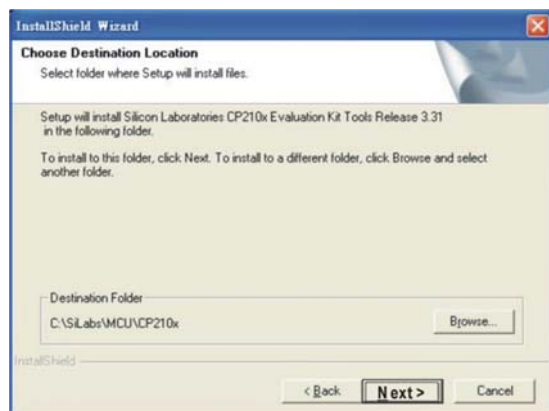 InstallShield Wizard
Choose Destination Location
Select folder where Setup will install files.
Setup will install Silicon Laboratories CP210x Evaluation Kit Tools Release 3.31
in the following folder.
To install to this folder, click Next. To install to a different folder, click Browse and select
another folder.
Destination Folder
C:\SiLabs\MCU\CP210x
Browse...
InstallShield
< Back
Next >
Cancel